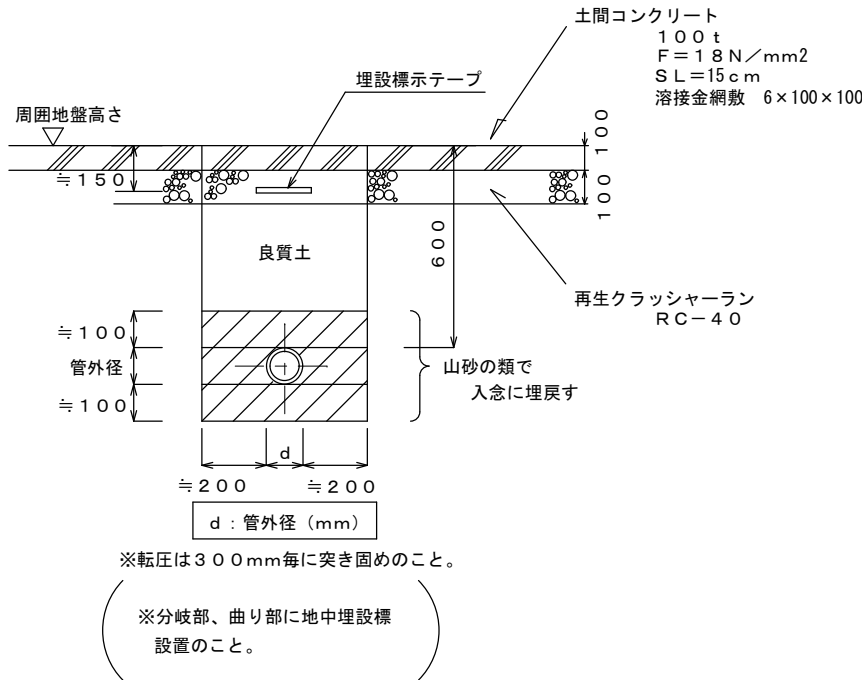 土間コンクリート
100t
F=18N/mm2
SL=15cm
溶接金網敷 6×100×100
埋設標示テープ
周囲地盤高さ
≒150
100
100
600
良質土
再生クラッシャーラン
RC-40
≒100
管外径
≒100
山砂の類で
入念に埋戻す
d
≒200
≒200
d:管外径(mm)
※転圧は300mm毎に突き固めのこと。
※分岐部、曲り部に地中埋設標
設置のこと。